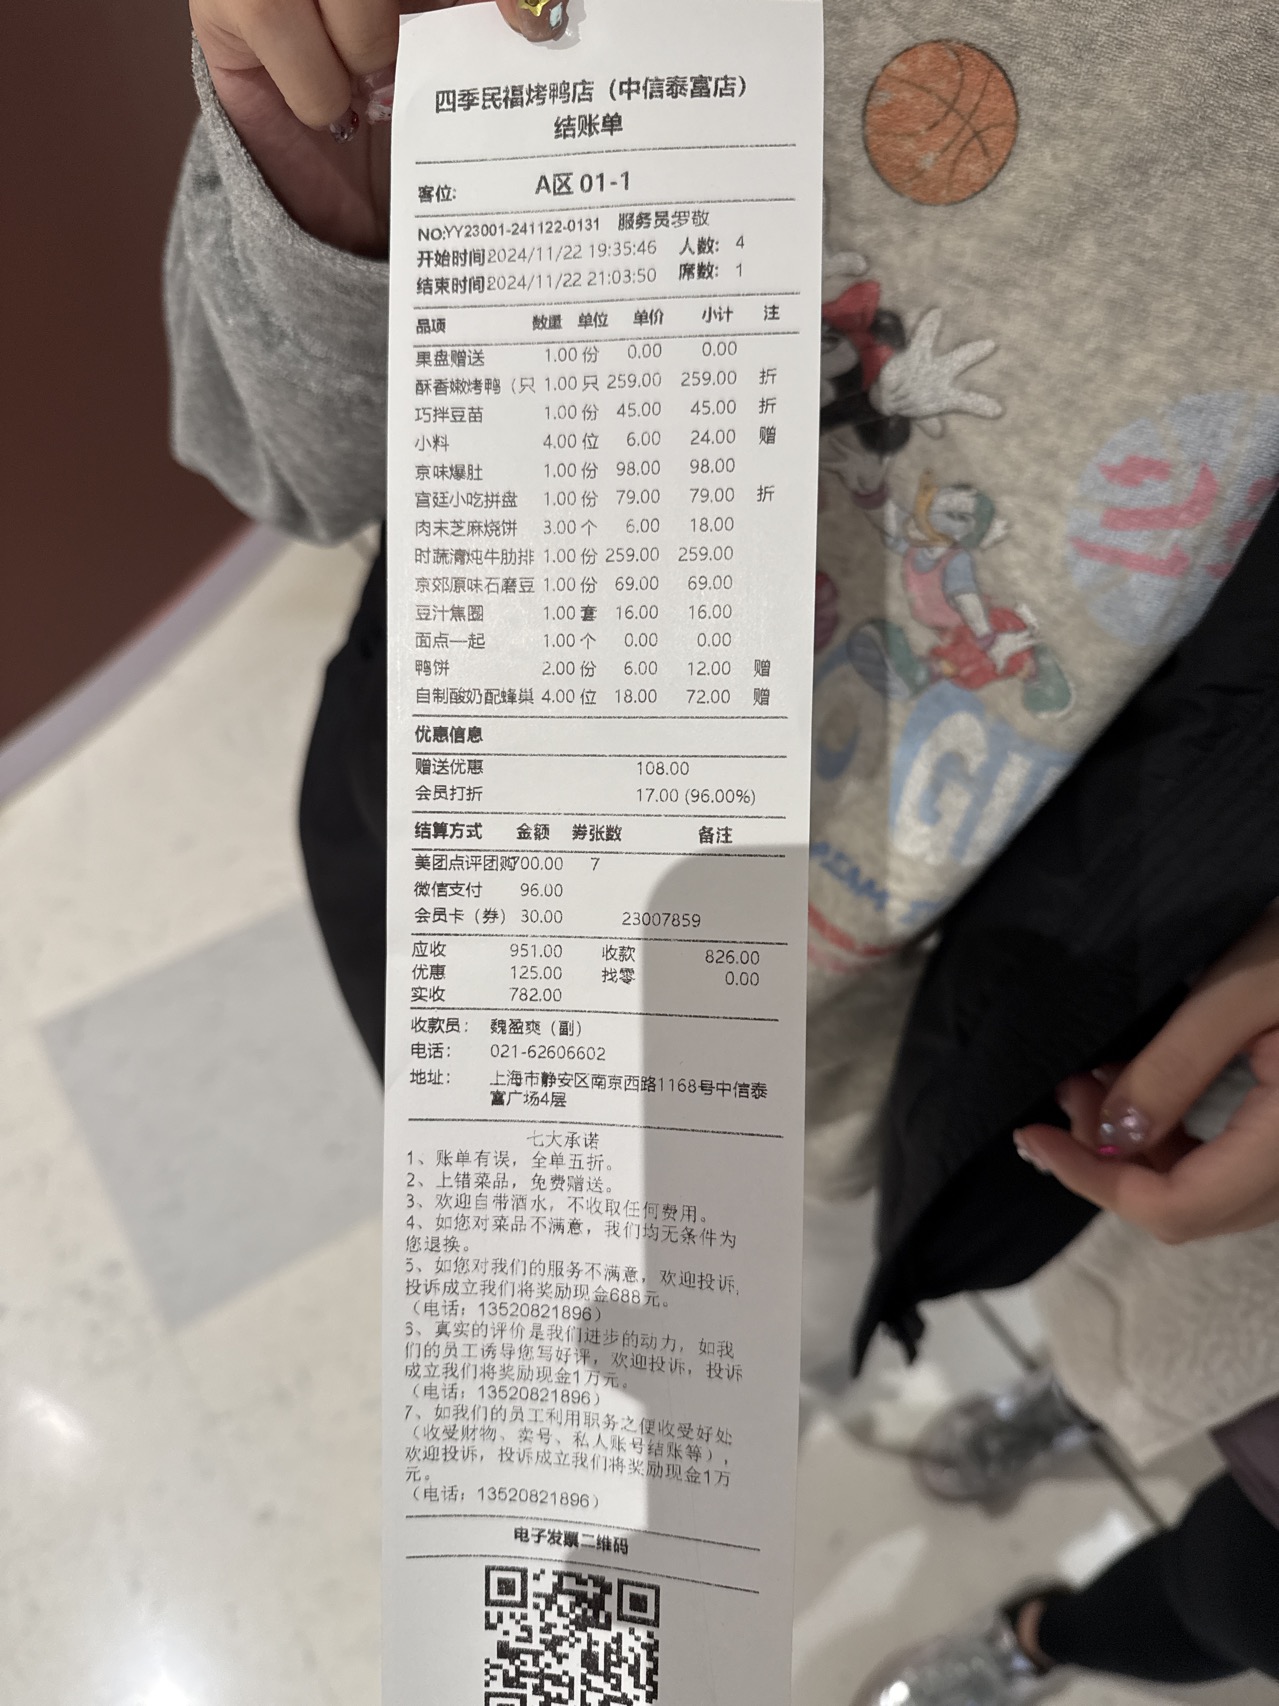 四季民福烤鸭店（中信泰富店）
结账单
客位: A区 01-1
NO:YY23001-241122-0131 服务员:罗敬
开始时间2024/11/22 19:35:46 人数: 4
结束时间2024/11/22 21:03:50 席数: 1
品项 数量 单位 单价 小计 注
果盘赠送 1.00 份 0.00 0.00
酥香嫩烤鸭（只 1.00 只 259.00 259.00 折
巧拌豆苗 1.00 份 45.00 45.00 折
小料 4.00 位 6.00 24.00 赠
京味爆肚 1.00 份 98.00 98.00
宫廷小吃拼盘 1.00 份 79.00 79.00 折
肉末芝麻烧饼 3.00 个 6.00 18.00
时蔬清炖牛肋排 1.00 份 259.00 259.00
京郊原味石磨豆 1.00 份 69.00 69.00
豆汁焦圈 1.00 套 16.00 16.00
面点一起 1.00 个 0.00 0.00
鸭饼 2.00 份 6.00 12.00 赠
自制酸奶配蜂巢 4.00 位 18.00 72.00 赠
优惠信息
赠送优惠 108.00
会员打折 17.00 (96.00%)
结算方式 金额 券张数 备注
美团点评团购700.00 7
微信支付 96.00
会员卡（券） 30.00 23007859
应收 951.00 收款 826.00
优惠 125.00 找零 0.00
实收 782.00
收款员: 魏盈爽（副）
电话: 021-62606602
地址: 上海市静安区南京西路1168号中信泰
富广场4层
七大承诺
1、账单有误，全单五折。
2、上错菜品，免费赠送。
3、欢迎自带酒水，不收取任何费用。
4、如您对菜品不满意，我们均无条件为
您退换。
5、如您对我们的服务不满意，欢迎投诉,
投诉成立我们将奖励现金688元。
（电话：13520821896）
6、真实的评价是我们进步的动力，如我
们的员工诱导您写好评，欢迎投诉，投诉
成立我们将奖励现金1万元。
（电话：13520821896）
7、如我们的员工利用职务之便收受好处
（收受财物、卖号、私人账号结账等），
欢迎投诉，投诉成立我们将奖励现金1万
元。
（电话：13520821896）
电子发票二维码